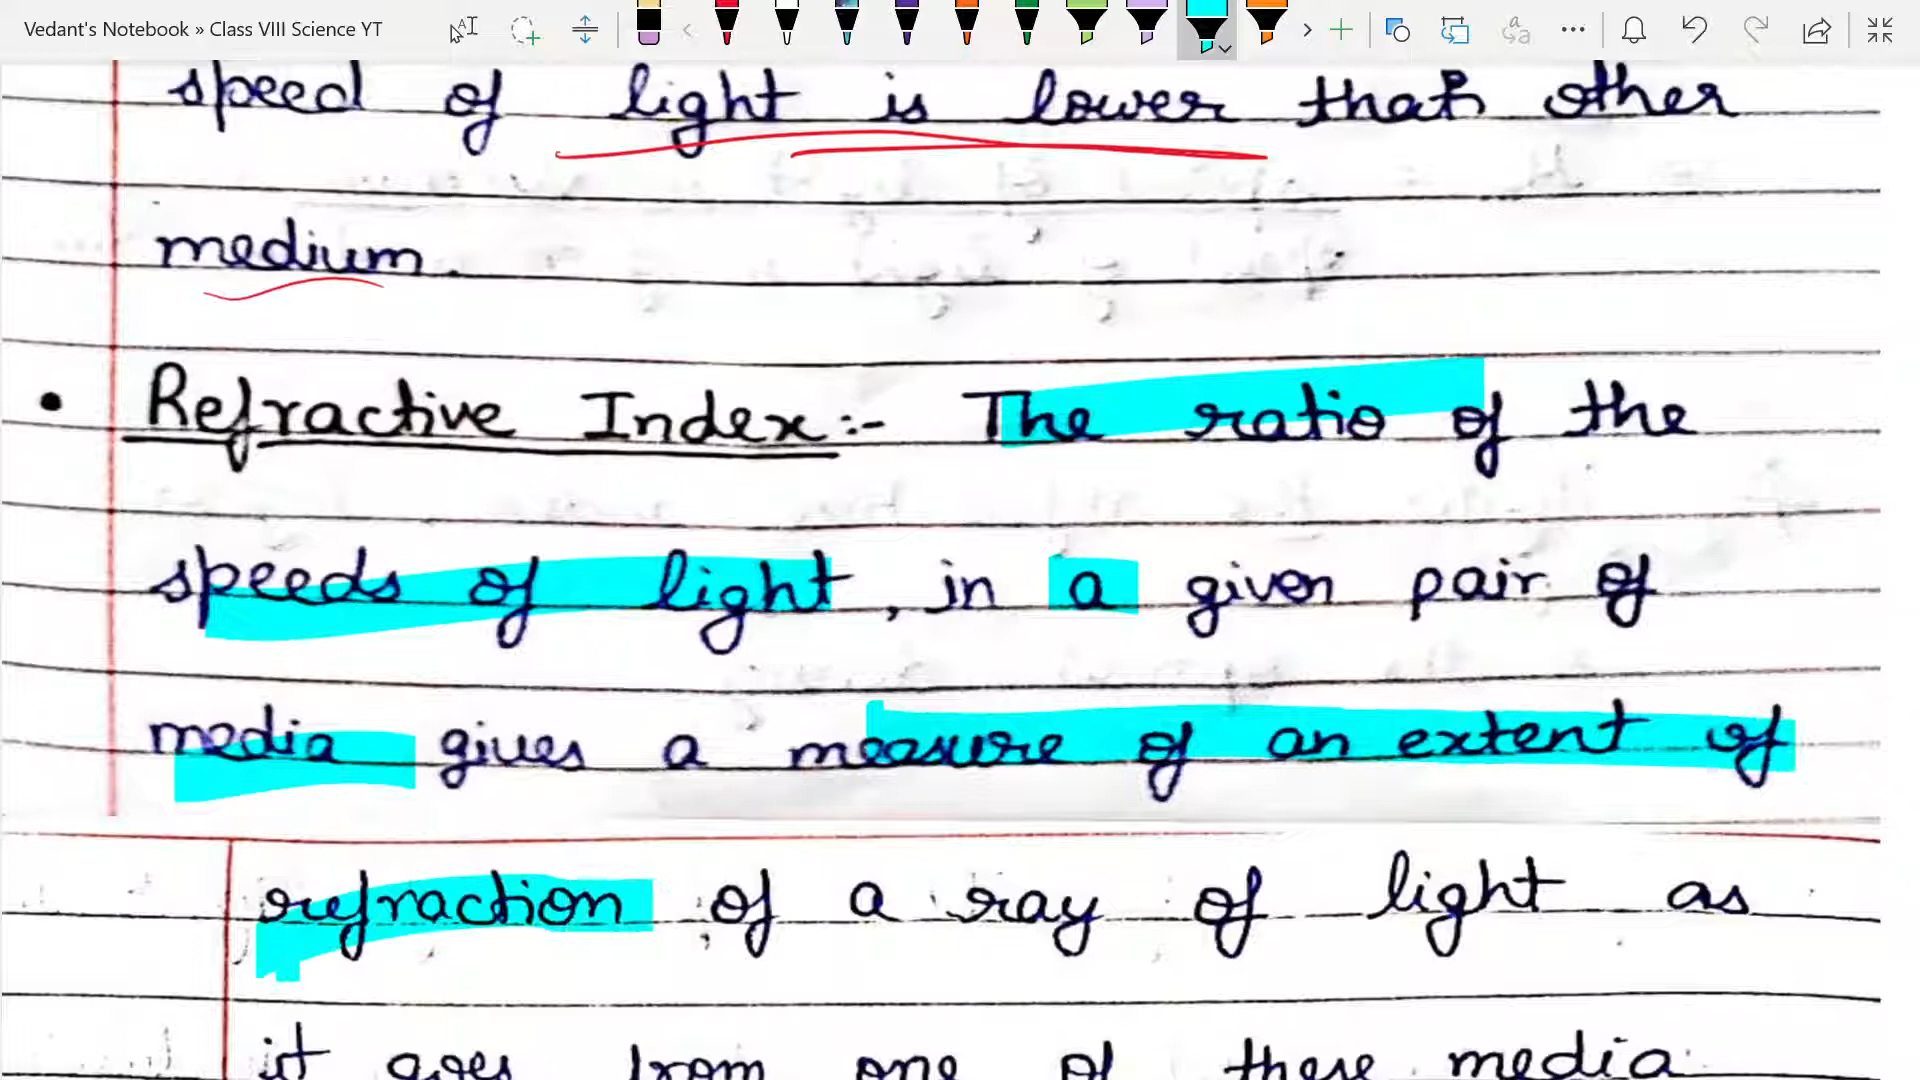 Vedant's Notebook » Class VIII Science YT
speed of light is lower than other
medium.
• Refractive Index:- The ratio of the
speeds of light, in a given pair of
media gives a measure of an extent of
refraction of a ray of light as
it goes from one of these media